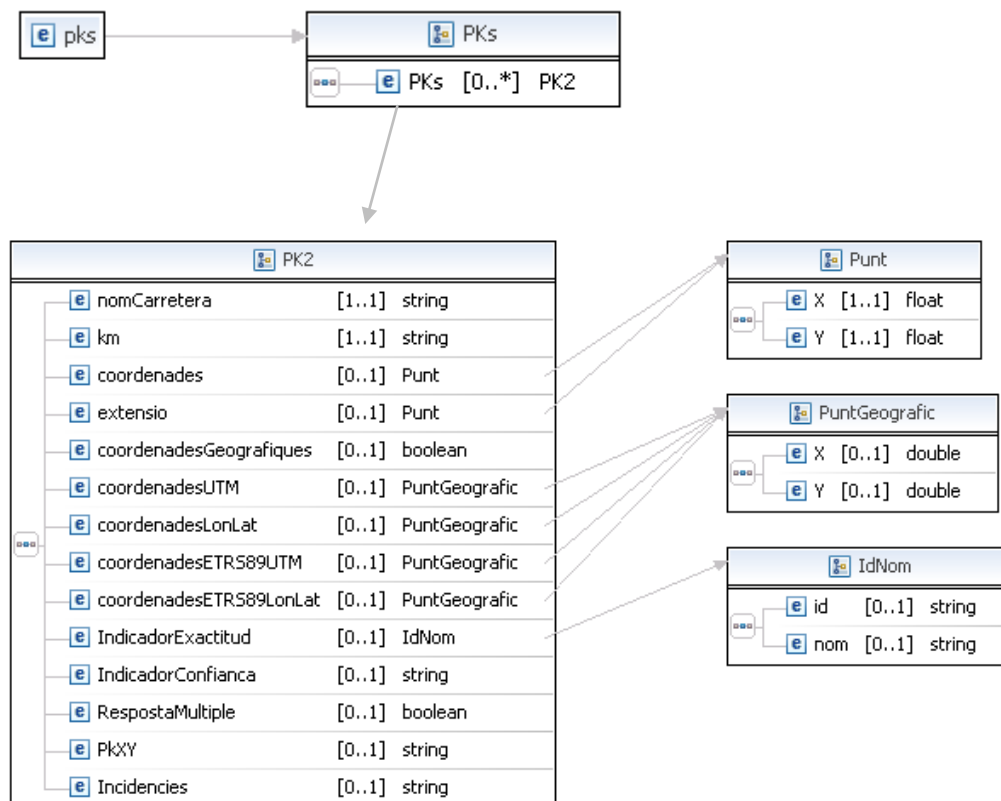 pks
PKs
PKs [0..*] PK2
PK2
nomCarretera [1..1] string
km [1..1] string
coordenades [0..1] Punt
extensio [0..1] Punt
coordenadesGeografiques [0..1] boolean
coordenadesUTM [0..1] PuntGeografic
coordenadesLonLat [0..1] PuntGeografic
coordenadesETRS89UTM [0..1] PuntGeografic
coordenadesETRS89LonLat [0..1] PuntGeografic
IndicadorExactitud [0..1] IdNom
IndicadorConfianca [0..1] string
RespostaMultiple [0..1] boolean
PkXY [0..1] string
Incidencies [0..1] string
Punt
X [1..1] float
Y [1..1] float
PuntGeografic
X [0..1] double
Y [0..1] double
IdNom
id [0..1] string
nom [0..1] string